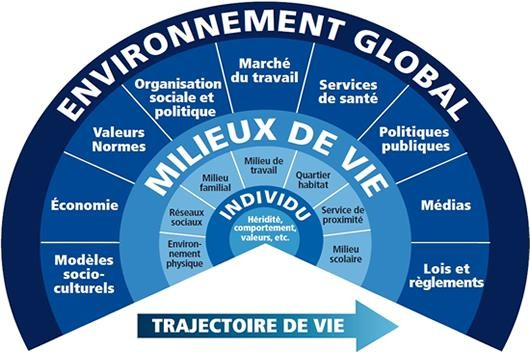 ENVIRONNEMENT GLOBAL
Modèles
socio-
culturels
Économie
Valeurs
Normes
Organisation
sociale et
politique
Marché
du travail
Services
de santé
Politiques
publiques
Médias
Lois et
règlements
MILIEUX DE VIE
Environ-
nement
physique
Réseaux
sociaux
Milieu
familial
Milieu de
travail
Quartier
habitat
Service de
proximité
Milieu
scolaire
INDIVIDU
Héridité,
comportement,
valeurs, etc.
TRAJECTOIRE DE VIE